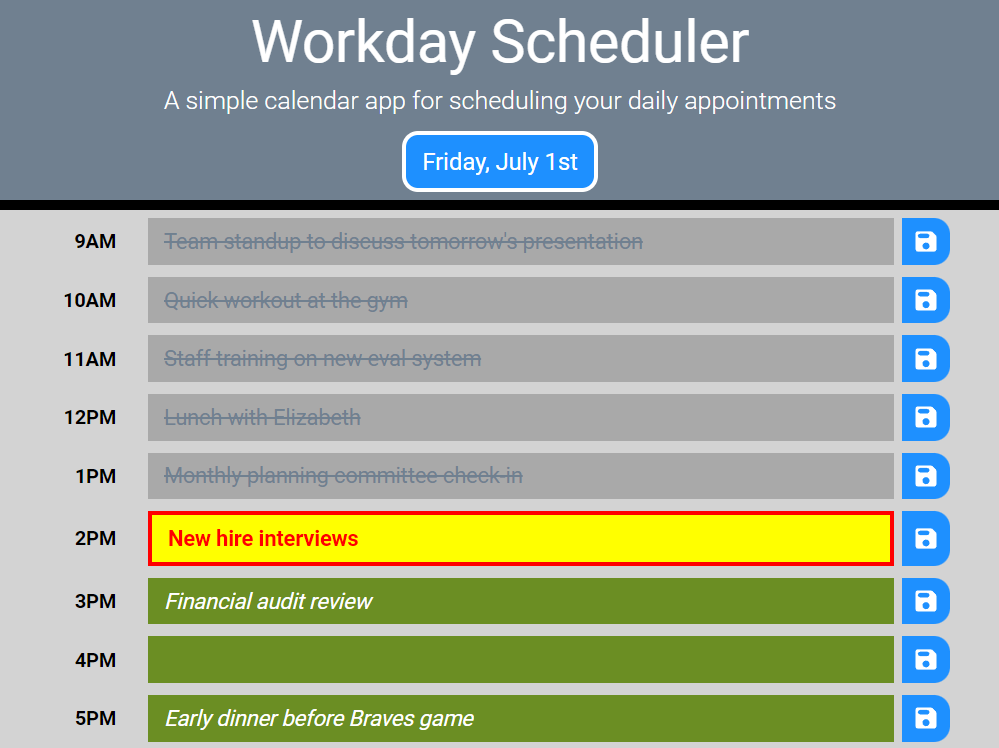 Workday Scheduler
A simple calendar app for scheduling your daily appointments
Friday, July 1st
9AM Team standup to discuss tomorrow's presentation
10AM Quick workout at the gym
11AM Staff training on new eval system
12PM Lunch with Elizabeth
1PM Monthly planning committee check-in
2PM New hire interviews
3PM Financial audit review
4PM
5PM Early dinner before Braves game